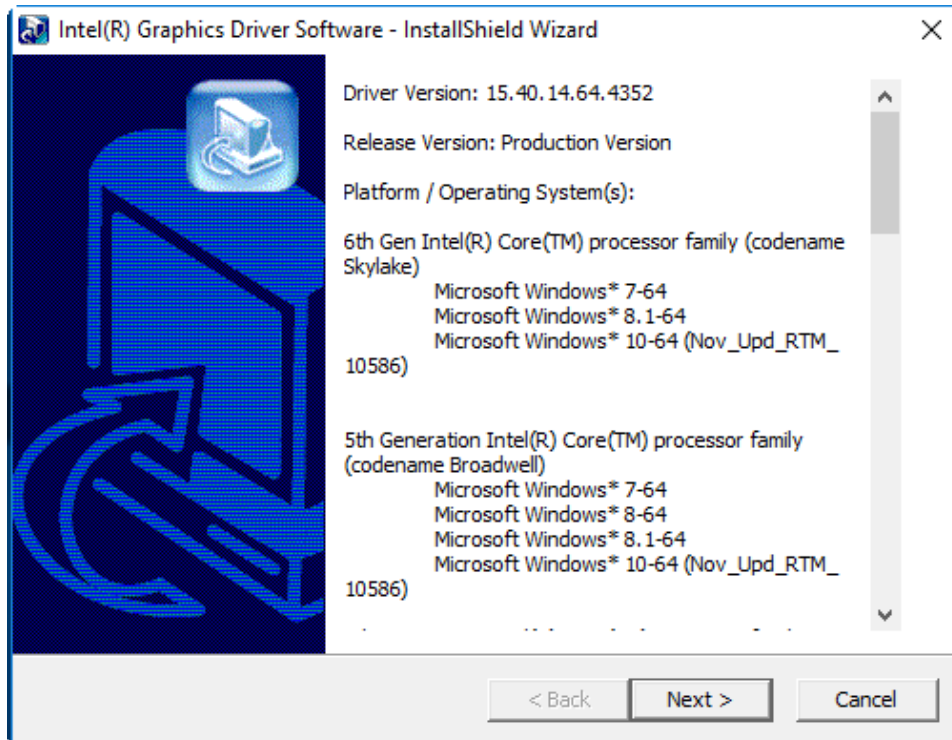 Intel(R) Graphics Driver Software - InstallShield Wizard
Driver Version: 15.40.14.64.4352
Release Version: Production Version
Platform / Operating System(s):
6th Gen Intel(R) Core(TM) processor family (codename
Skylake)
Microsoft Windows* 7-64
Microsoft Windows* 8.1-64
Microsoft Windows* 10-64 (Nov_Upd_RTM_
10586)
5th Generation Intel(R) Core(TM) processor family
(codename Broadwell)
Microsoft Windows* 7-64
Microsoft Windows* 8-64
Microsoft Windows* 8.1-64
Microsoft Windows* 10-64 (Nov_Upd_RTM_
10586)
< Back
Next >
Cancel